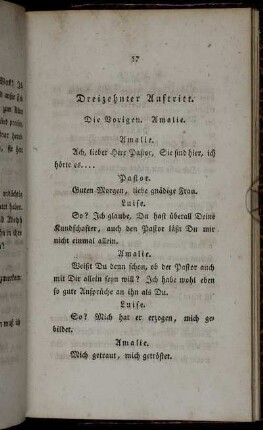 57
Dreizehnter Auftritt.
Die Vorigen. Amalie.
Amalie.
Ach, lieber Herr Pastor, Sie sind hier, ich
hörte es....
Pastor.
Guten Morgen, liebe gnädige Frau.
Luise.
So? Ich glaube, Du hast überall Deine
Kundschafter, auch den Pastor läßt Du mir
nicht einmal allein.
Amalie.
Weißt Du denn schon, ob der Pastor auch
mit Dir allein seyn will? Ich habe wohl eben
so gute Ansprüche an ihn als Du.
Luise.
So? Mich hat er erzogen, mich ge-
bildet.
Amalie.
Mich getraut, mich getröstet.